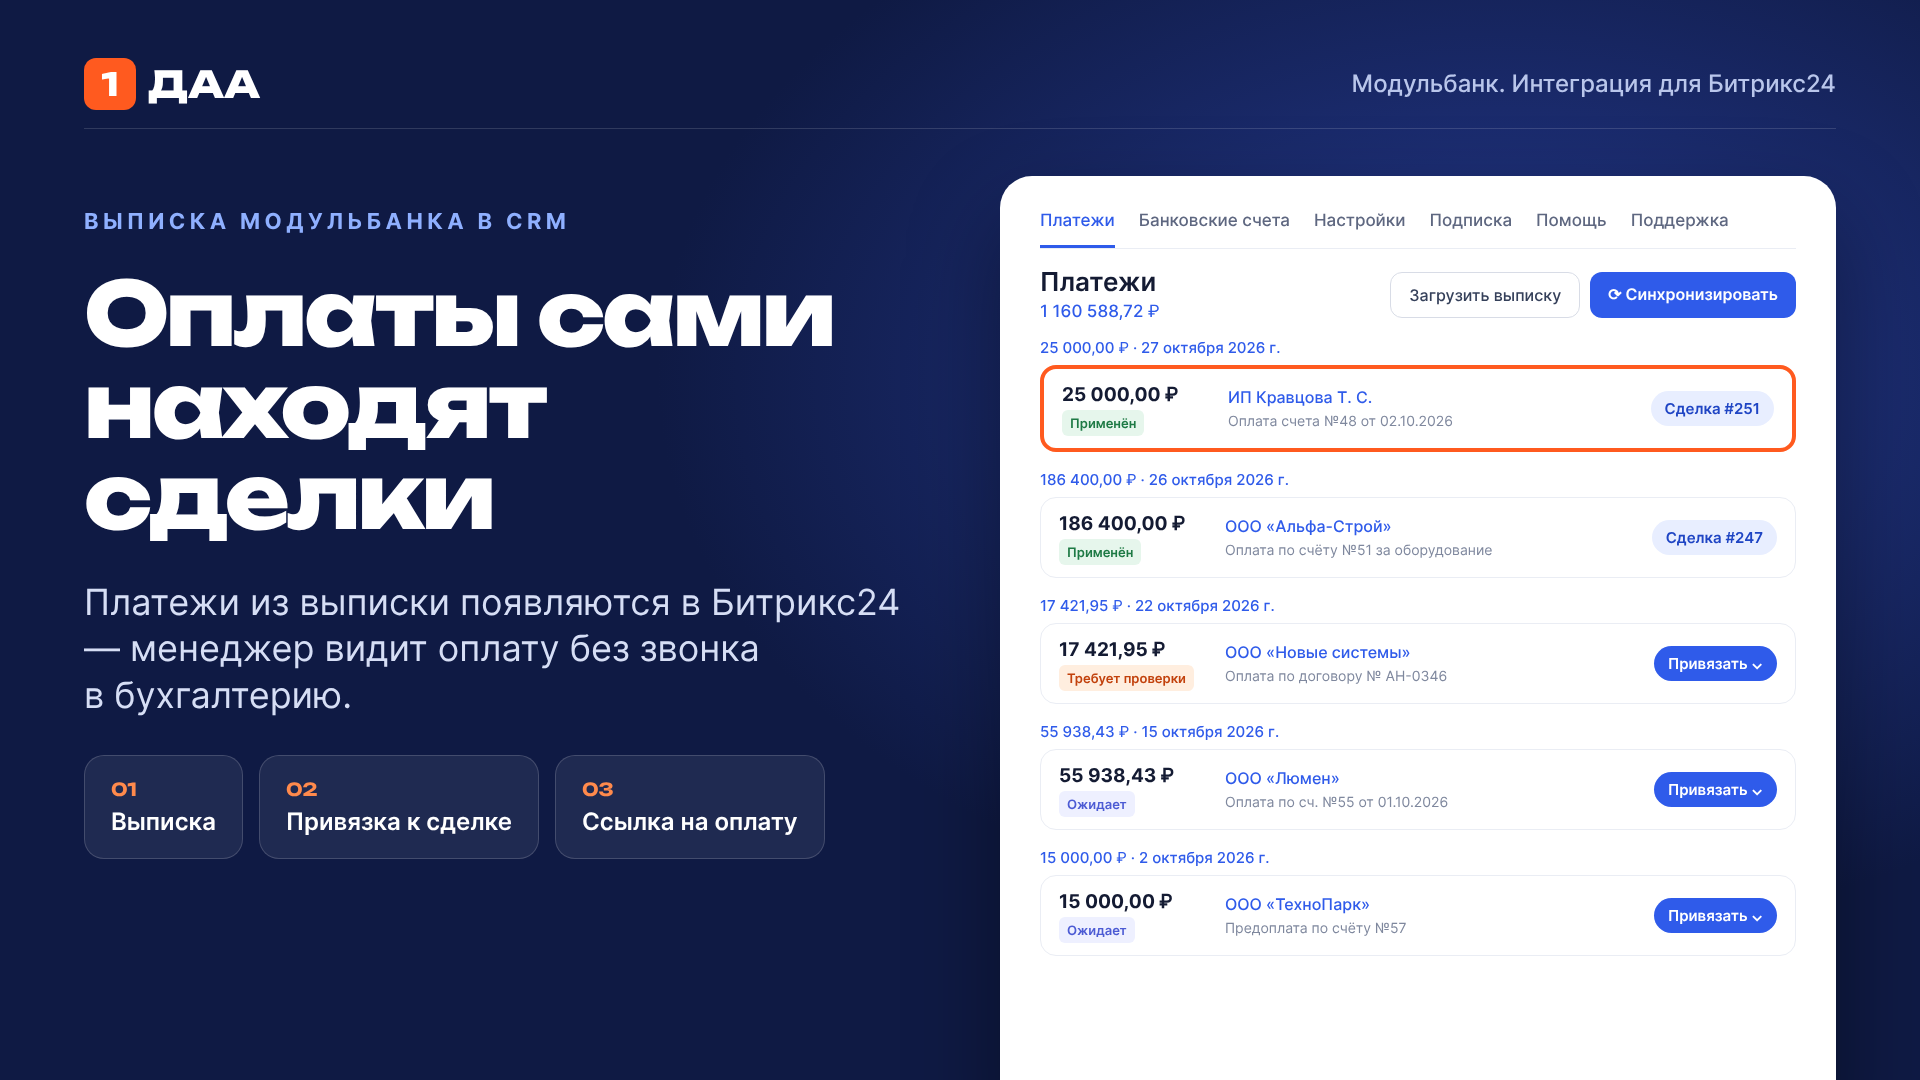 1 ДАА
Модульбанк. Интеграция для Битрикс24
ВЫПИСКА МОДУЛЬБАНКА В CRM
Оплаты сами
находят
сделки
Платежи из выписки появляются в Битрикс24
— менеджер видит оплату без звонка
в бухгалтерию.
01
Выписка
02
Привязка к сделке
03
Ссылка на оплату
Платежи Банковские счета Настройки Подписка Помощь Поддержка
Платежи
1 160 588,72 ₽
Загрузить выписку
⟳ Синхронизировать
25 000,00 ₽ · 27 октября 2026 г.
25 000,00 ₽
Применён
ИП Кравцова Т. С.
Оплата счета №48 от 02.10.2026
Сделка #251
186 400,00 ₽ · 26 октября 2026 г.
186 400,00 ₽
Применён
ООО «Альфа-Строй»
Оплата по счёту №51 за оборудование
Сделка #247
17 421,95 ₽ · 22 октября 2026 г.
17 421,95 ₽
Требует проверки
ООО «Новые системы»
Оплата по договору № АН-0346
Привязать
55 938,43 ₽ · 15 октября 2026 г.
55 938,43 ₽
Ожидает
ООО «Люмен»
Оплата по сч. №55 от 01.10.2026
Привязать
15 000,00 ₽ · 2 октября 2026 г.
15 000,00 ₽
Ожидает
ООО «ТехноПарк»
Предоплата по счёту №57
Привязать